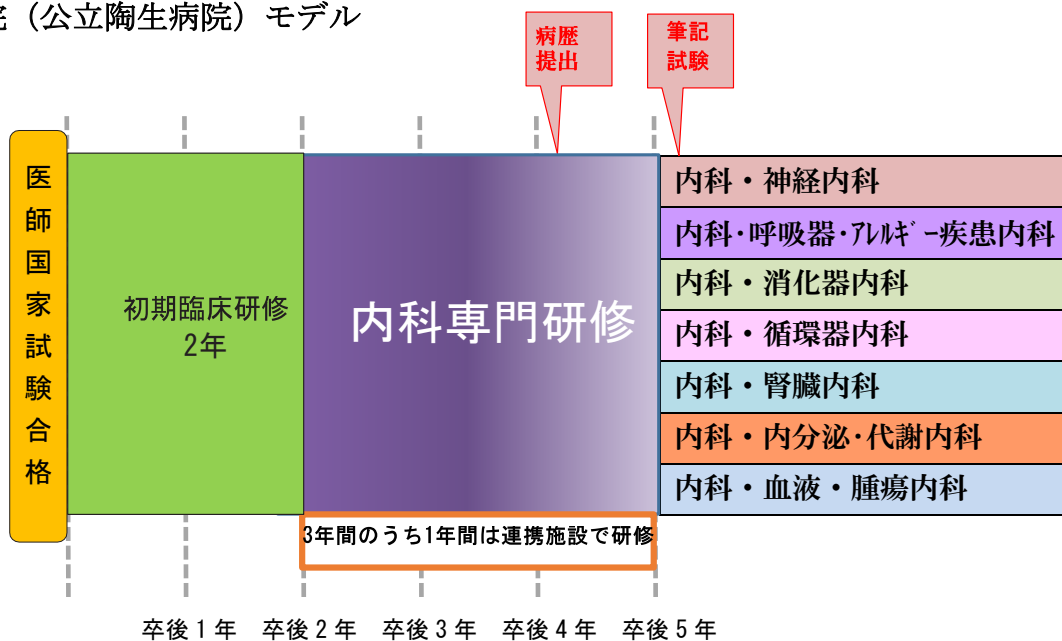 院（公立陶生病院）モデル
病歴
提出
筆記
試験
医師国家試験合格
初期臨床研修
2年
内科専門研修
内科・神経内科
内科・呼吸器・ｱﾚﾙｷﾞｰ疾患内科
内科・消化器内科
内科・循環器内科
内科・腎臓内科
内科・内分泌・代謝内科
内科・血液・腫瘍内科
3年間のうち1年間は連携施設で研修
卒後１年 卒後２年 卒後３年 卒後４年 卒後５年